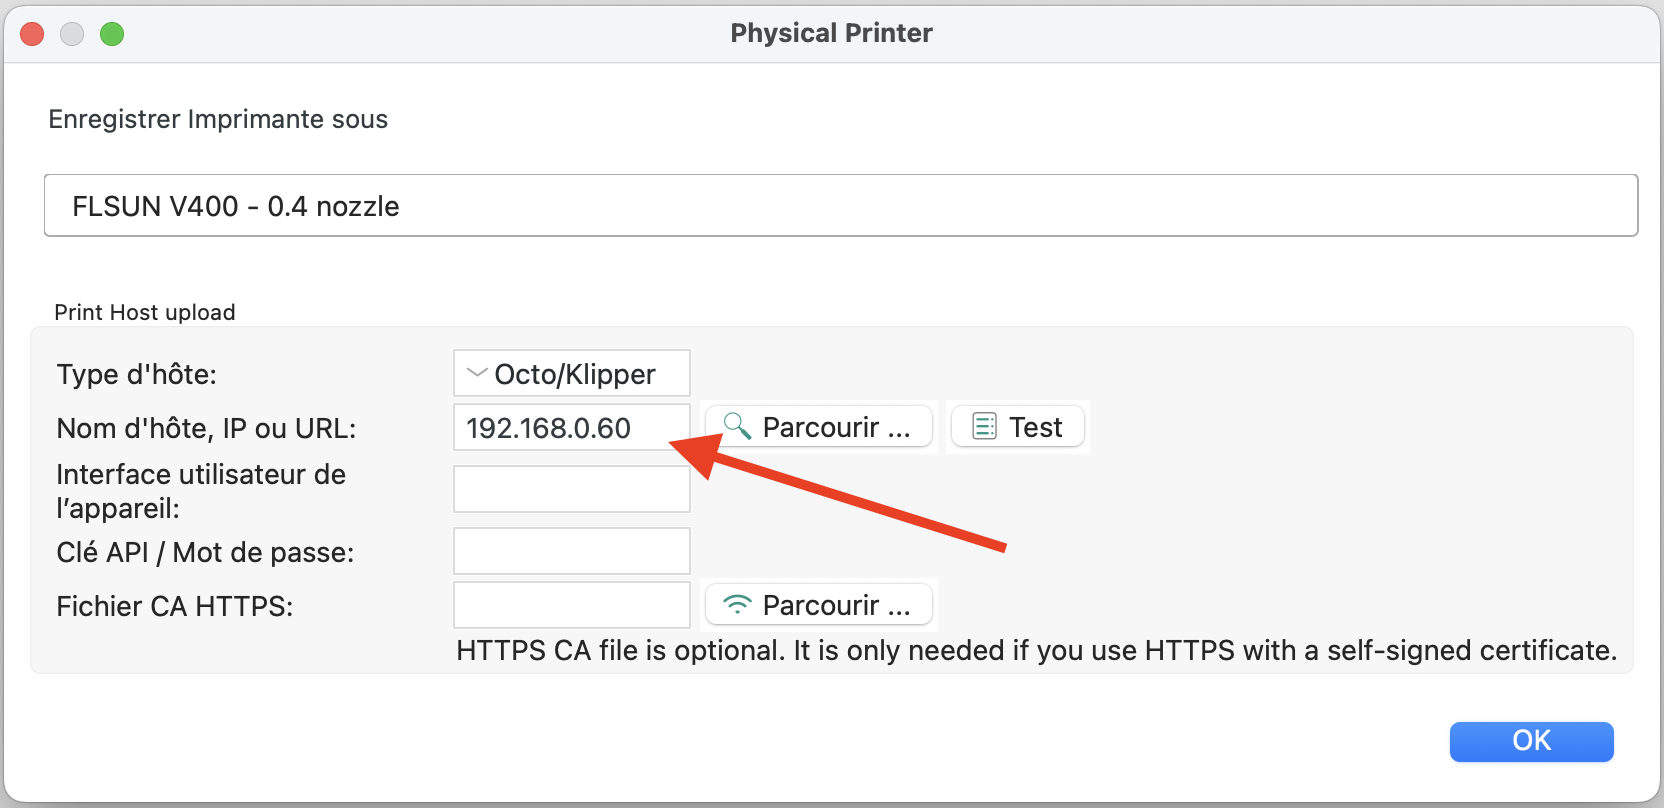 Physical Printer
Enregistrer Imprimante sous
FLSUN V400 - 0.4 nozzle
Print Host upload
Type d'hôte: Octo/Klipper
Nom d'hôte, IP ou URL: 192.168.0.60 Parcourir ... Test
Interface utilisateur de
l’appareil:
Clé API / Mot de passe:
Fichier CA HTTPS: Parcourir ...
HTTPS CA file is optional. It is only needed if you use HTTPS with a self-signed certificate.
OK